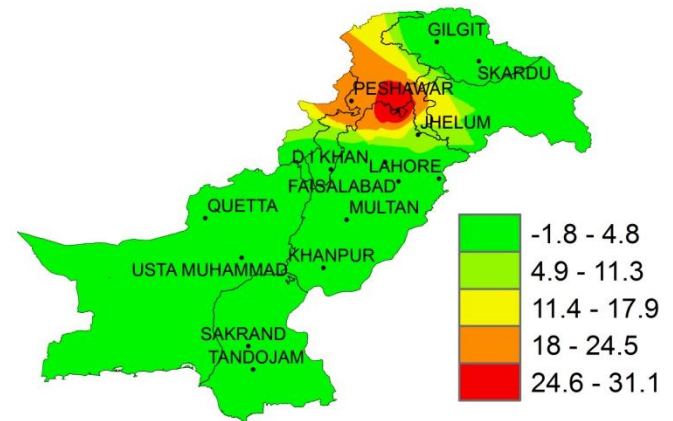 GILGIT
SKARDU
PESHAWAR
JHELUM
D.I KHAN
LAHORE
FAISALABAD
MULTAN
QUETTA
KHANPUR
USTA MUHAMMAD
SAKRAND
TANDOJAM
-1.8 - 4.8
4.9 - 11.3
11.4 - 17.9
18 - 24.5
24.6 - 31.1